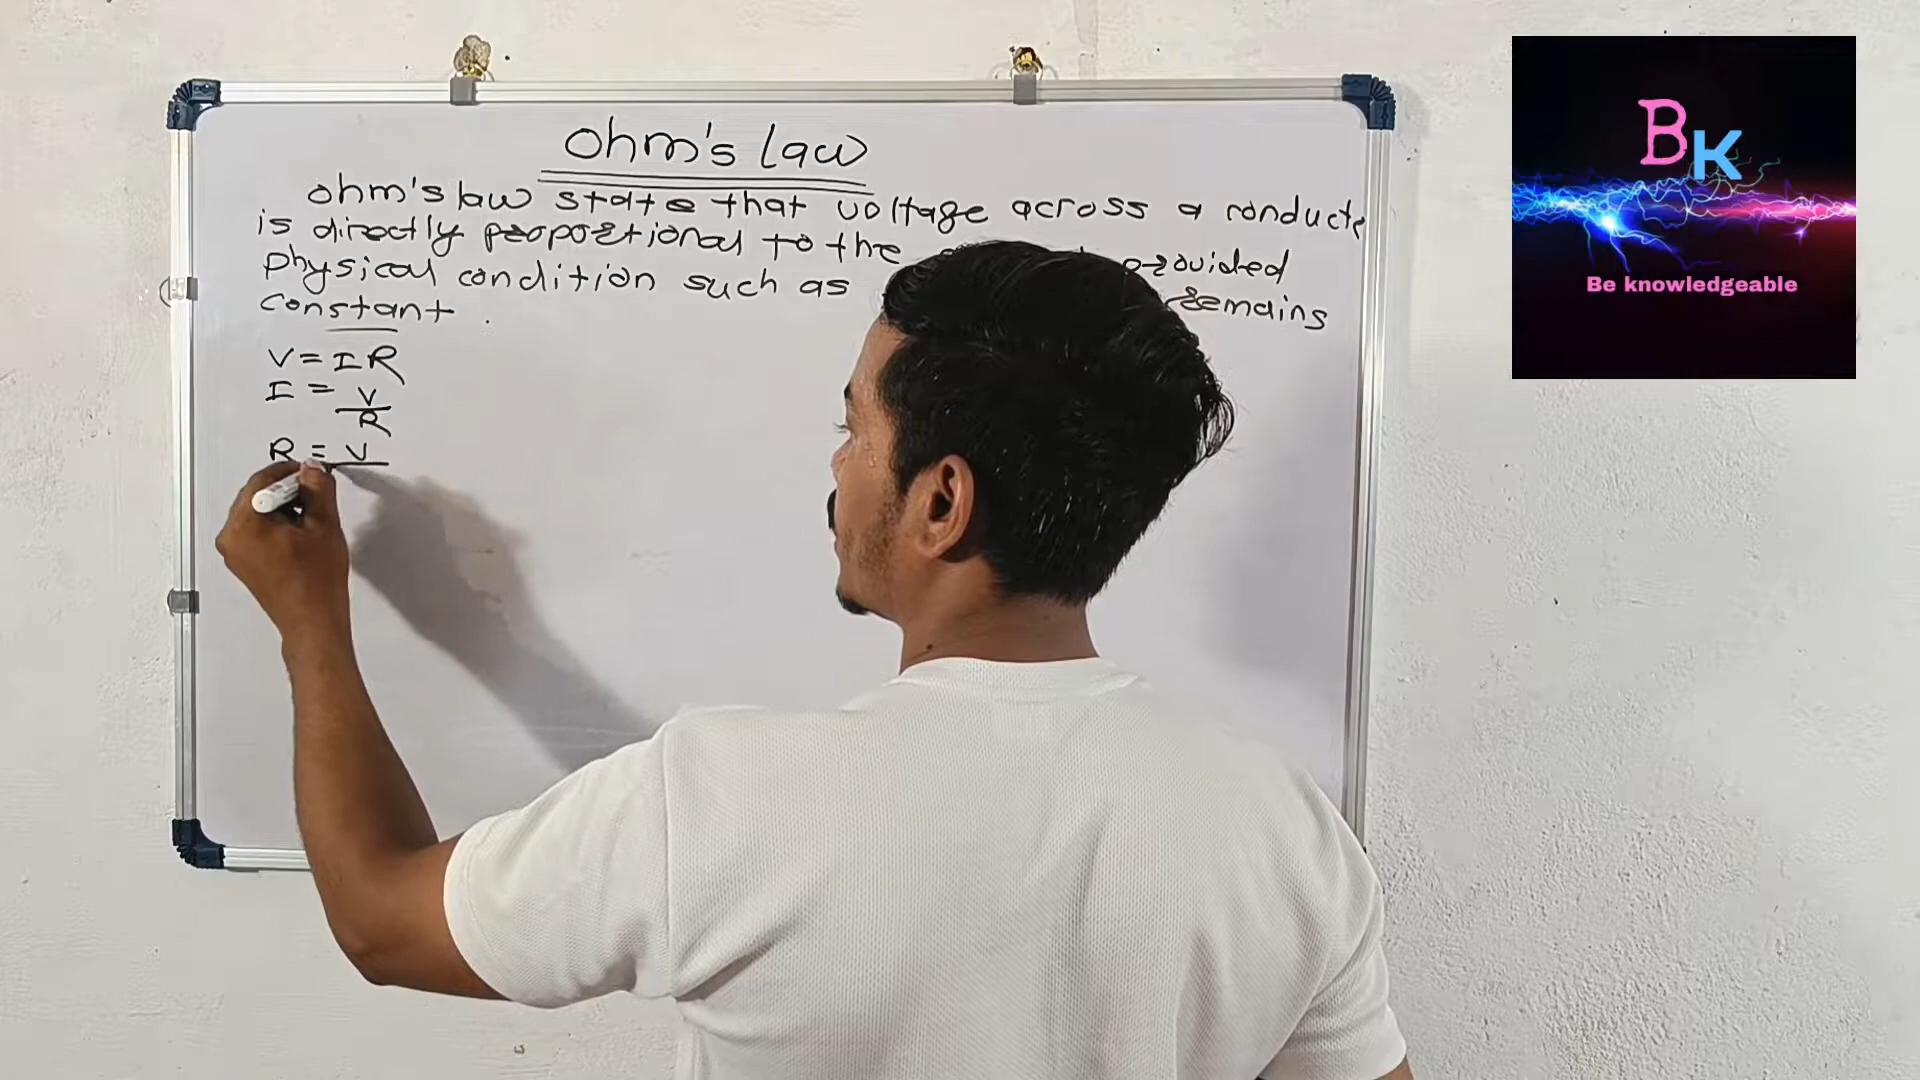 ohm's law
ohm's law state that voltage across a conducte
is directly proportional to the provided
physical condition such as remains
constant .
V = IR
I = V
R
R = V
BK
Be knowledgeable